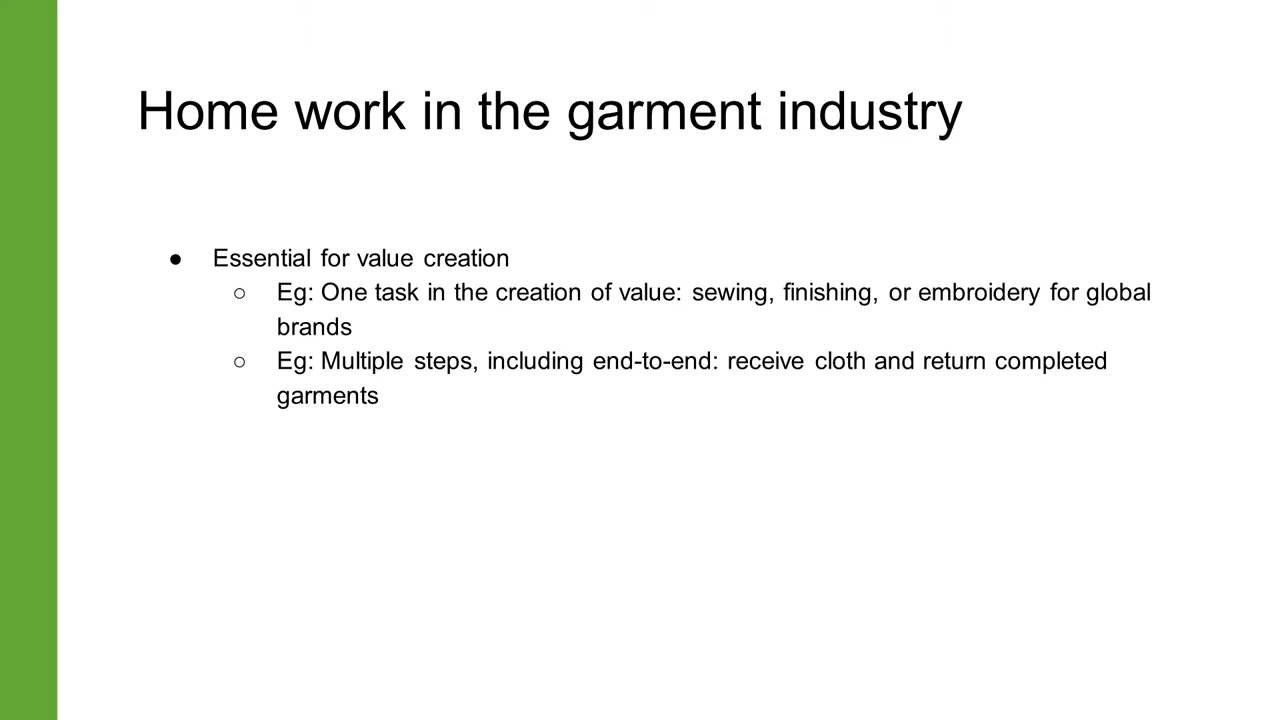 Home work in the garment industry
● Essential for value creation
○ Eg: One task in the creation of value: sewing, finishing, or embroidery for global
brands
○ Eg: Multiple steps, including end-to-end: receive cloth and return completed
garments